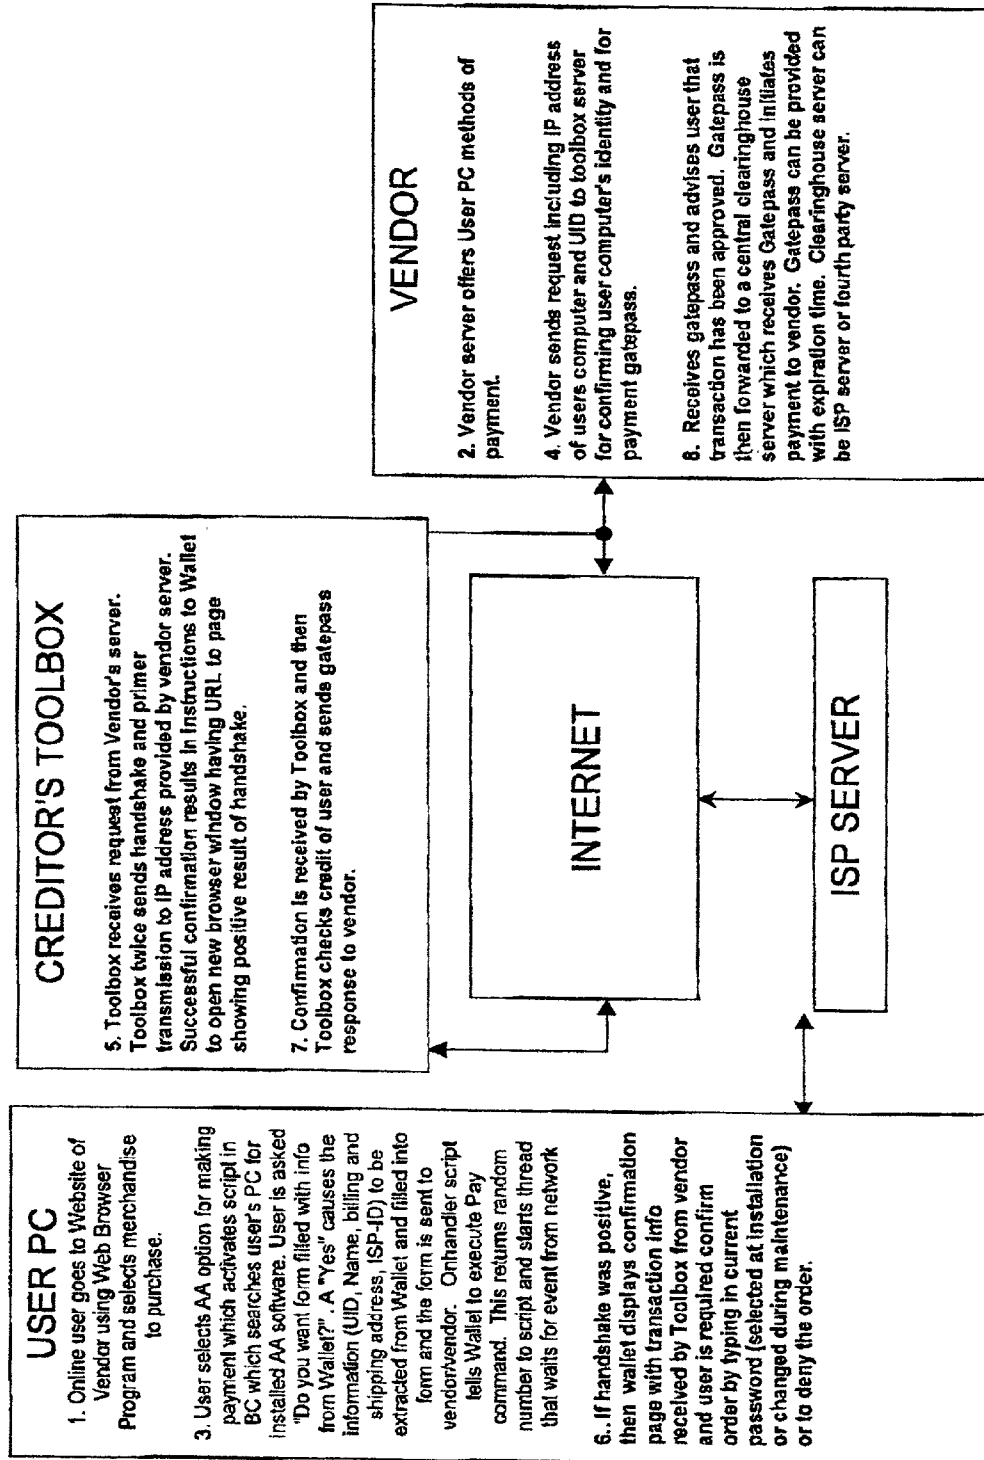 USER PC
1. Online user goes to Website of
Vendor using Web Browser
Program and selects merchandise
to purchase.
3. User selects AA option for making
payment which activates script in
BC which searches user's PC for
installed AA software. User is asked
"Do you want form filled with info
from Wallet?". A "Yes" causes the
information (UID, Name, billing and
shipping address, ISP-ID) to be
extracted from Wallet and filled into
form and the form is sent to
vendor/vendor. Onhandler script
tells Wallet to execute Pay
command. This returns random
number to script and starts thread
that waits for event from network
6.. If handshake was positive,
then wallet displays confirmation
page with transaction info
received by Toolbox from vendor
and user is required confirm
order by typing in current
password (selected at installation
or changed during maintenance)
or to deny the order.
CREDITOR'S TOOLBOX
5. Toolbox receives request from Vendor's server.
Toolbox twice sends handshake and primer
transmission to IP address provided by vendor server.
Successful confirmation results in Instructions to Wallet
to open new browser window having URL to page
showing positive result of handshake.
7. Confirmation is received by Toolbox and then
Toolbox checks credit of user and sends gatepass
response to vendor.
INTERNET
ISP SERVER
VENDOR
2. Vendor server offers User PC methods of
payment.
4. Vendor sends request including IP address
of users computer and UID to toolbox server
for confirming user computer's identity and for
payment gatepass.
8. Receives gatepass and advises user that
transaction has been approved. Gatepass is
then forwarded to a central clearinghouse
server which receives Gatepass and initiates
payment to vendor. Gatepass can be provided
with expiration time. Clearinghouse server can
be ISP server or fourth party server.